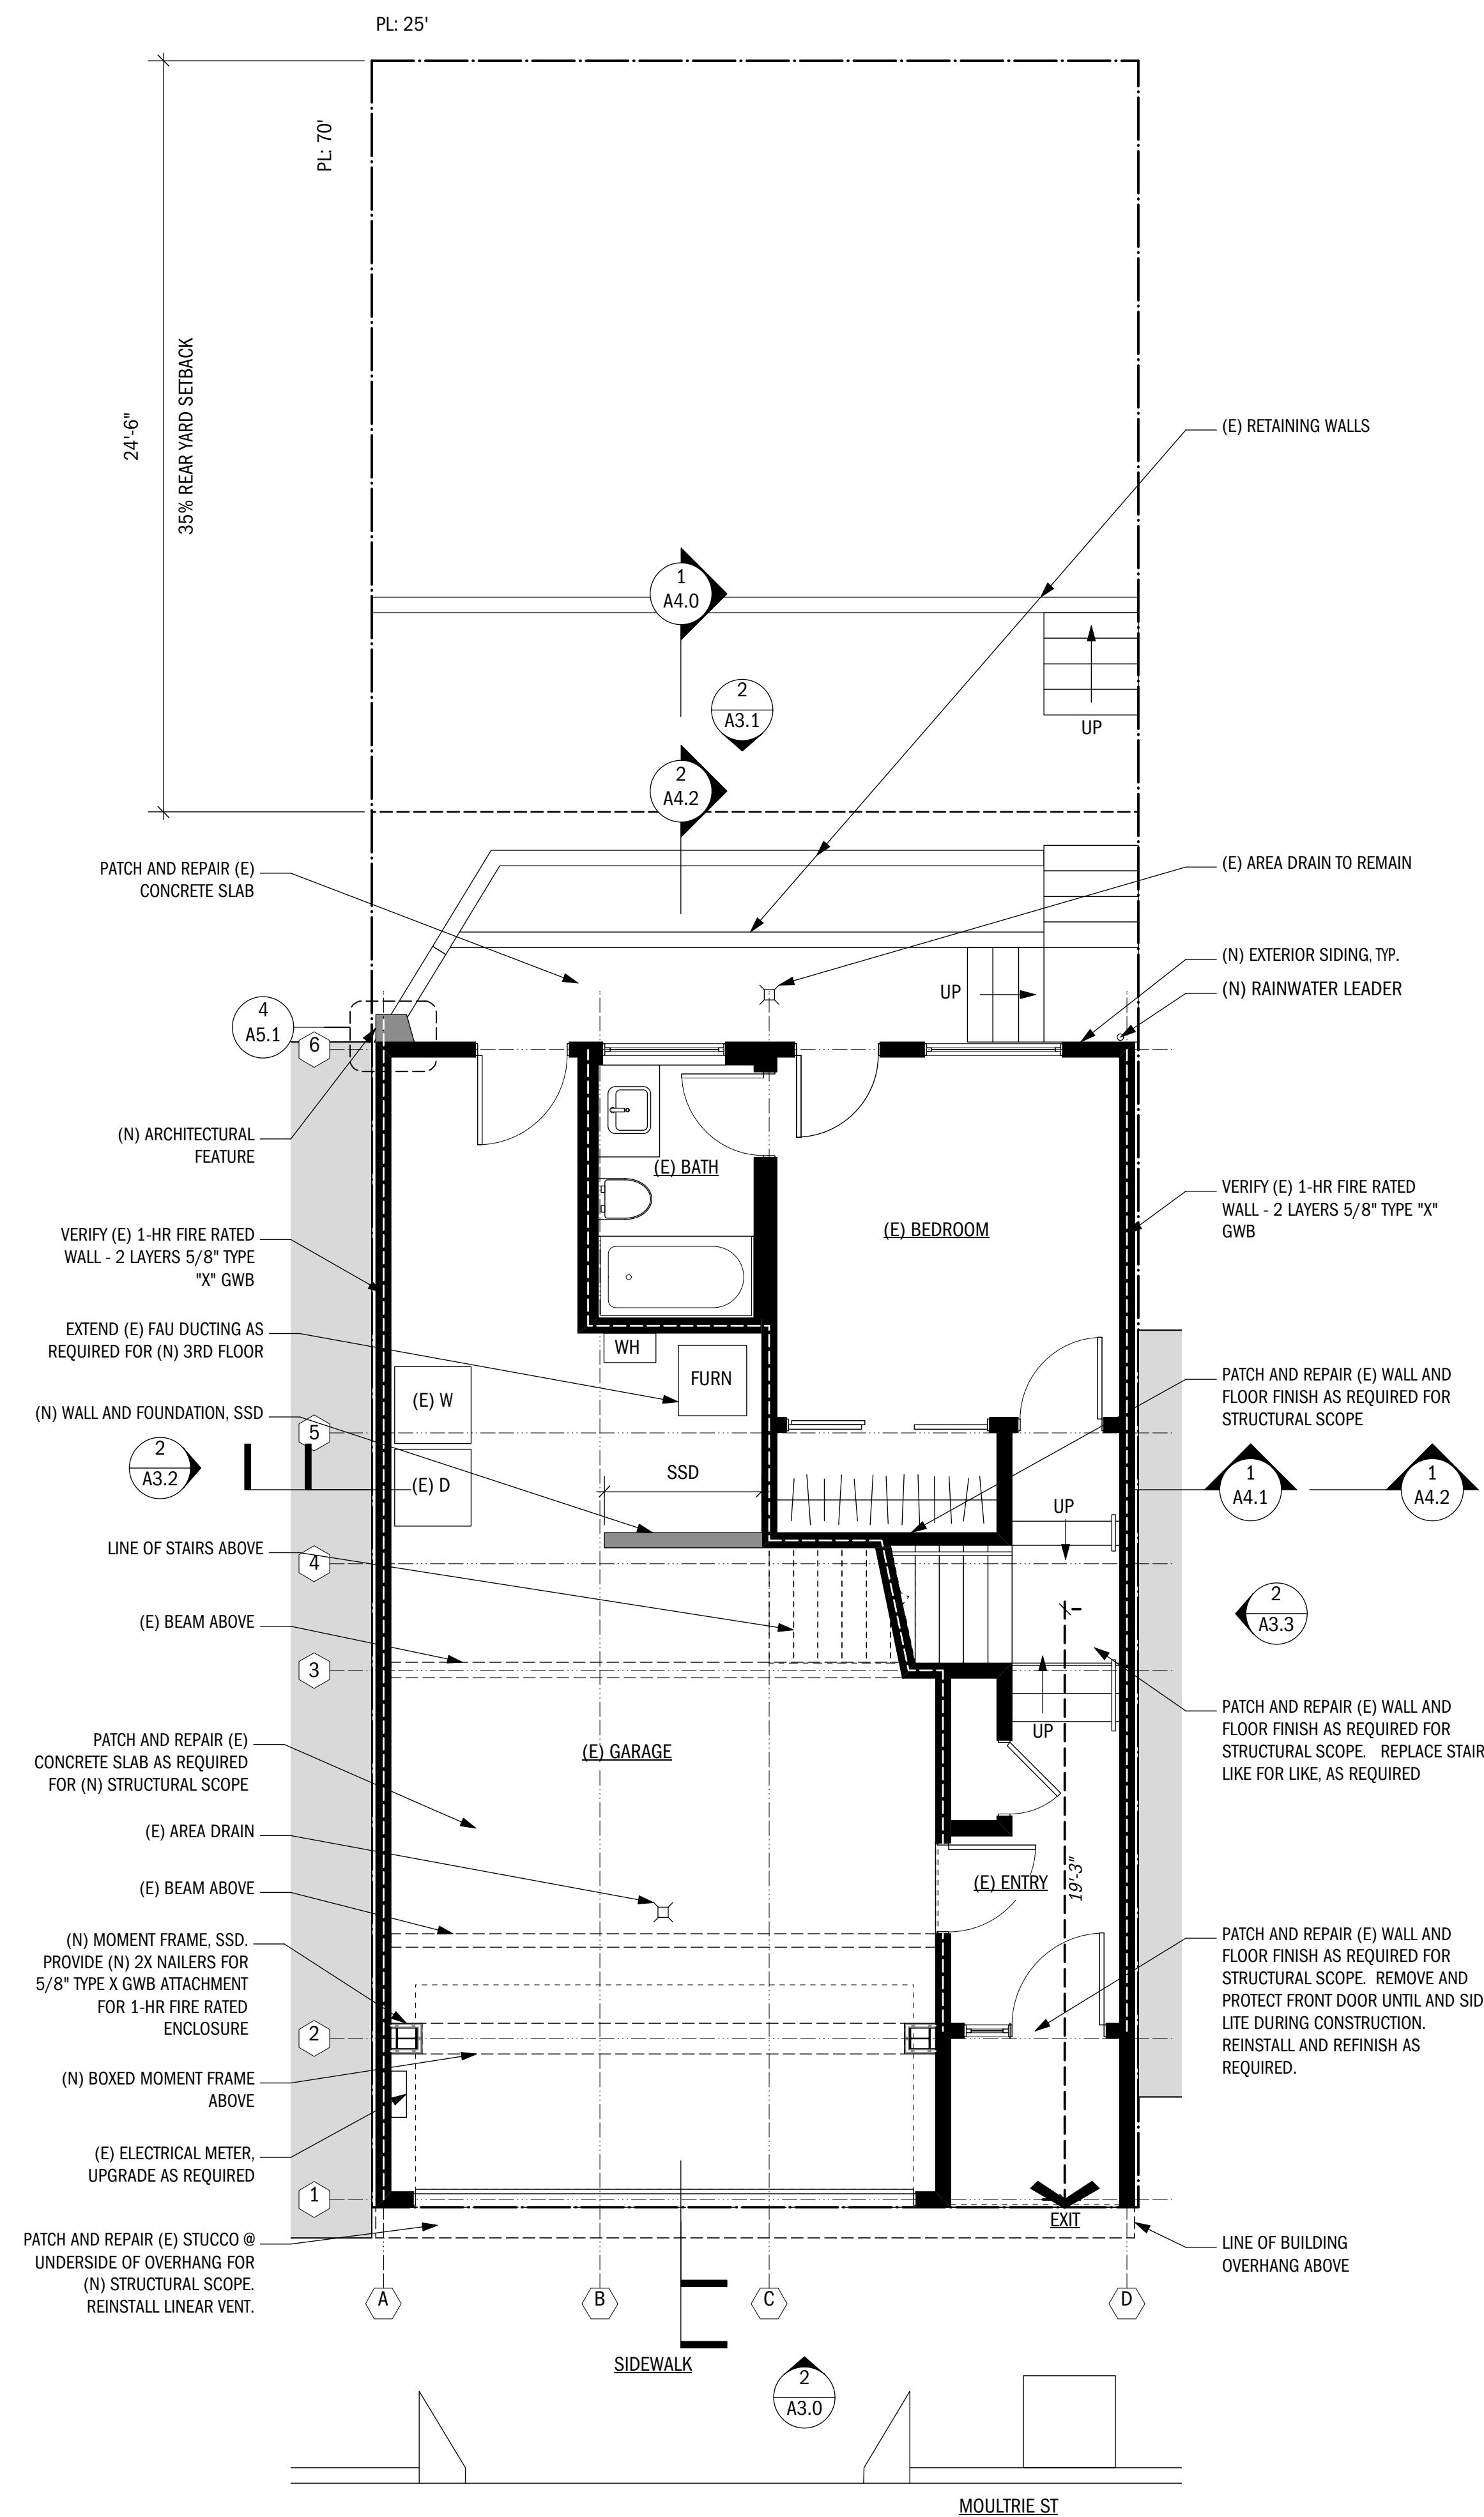 PL: 25'
PL: 70'
24'-6"
35% REAR YARD SETBACK
(E) RETAINING WALLS
1
A4.0
2
A3.1
UP
2
A4.2
PATCH AND REPAIR (E)
CONCRETE SLAB
(E) AREA DRAIN TO REMAIN
(N) EXTERIOR SIDING, TYP.
(N) RAINWATER LEADER
UP
4
A5.1
6
(N) ARCHITECTURAL
FEATURE
(E) BATH
(E) BEDROOM
VERIFY (E) 1-HR FIRE RATED
WALL - 2 LAYERS 5/8" TYPE "X"
GWB
VERIFY (E) 1-HR FIRE RATED
WALL - 2 LAYERS 5/8" TYPE
"X" GWB
EXTEND (E) FAU DUCTING AS
REQUIRED FOR (N) 3RD FLOOR
WH
FURN
(E) W
(N) WALL AND FOUNDATION, SSD
5
2
A3.2
(E) D
SSD
PATCH AND REPAIR (E) WALL AND
FLOOR FINISH AS REQUIRED FOR
STRUCTURAL SCOPE
1
A4.1
1
A4.2
UP
LINE OF STAIRS ABOVE
4
(E) BEAM ABOVE
2
A3.3
3
PATCH AND REPAIR (E) WALL AND
FLOOR FINISH AS REQUIRED FOR
STRUCTURAL SCOPE. REPLACE STAIR
LIKE FOR LIKE, AS REQUIRED
UP
PATCH AND REPAIR (E)
CONCRETE SLAB AS REQUIRED
FOR (N) STRUCTURAL SCOPE
(E) GARAGE
(E) AREA DRAIN
(E) BEAM ABOVE
(E) ENTRY
19'-3"
(N) MOMENT FRAME, SSD.
PROVIDE (N) 2X NAILERS FOR
5/8" TYPE X GWB ATTACHMENT
FOR 1-HR FIRE RATED
ENCLOSURE
2
PATCH AND REPAIR (E) WALL AND
FLOOR FINISH AS REQUIRED FOR
STRUCTURAL SCOPE. REMOVE AND
PROTECT FRONT DOOR UNTIL AND SID
LITE DURING CONSTRUCTION.
REINSTALL AND REFINISH AS
REQUIRED.
(N) BOXED MOMENT FRAME
ABOVE
(E) ELECTRICAL METER,
UPGRADE AS REQUIRED
1
EXIT
PATCH AND REPAIR (E) STUCCO @
UNDERSIDE OF OVERHANG FOR
(N) STRUCTURAL SCOPE.
REINSTALL LINEAR VENT.
LINE OF BUILDING
OVERHANG ABOVE
A
B
C
D
SIDEWALK
2
A3.0
MOULTRIE ST